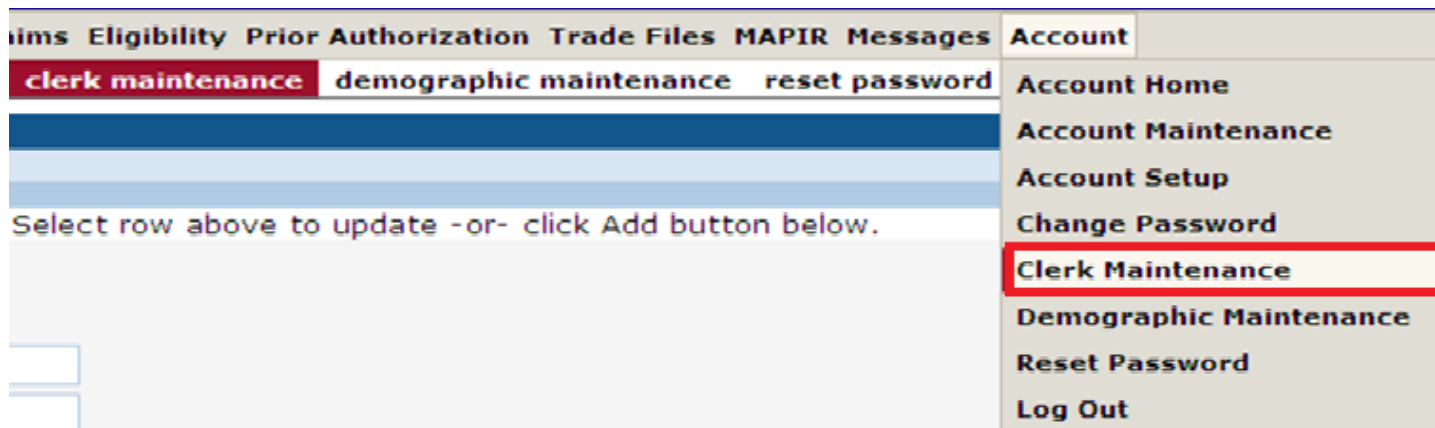 Eligibility Prior Authorization Trade Files MAPIR Messages Account
clerk maintenance demographic maintenance reset password
Account Home
Account Maintenance
Account Setup
Select row above to update -or- click Add button below.
Change Password
Clerk Maintenance
Demographic Maintenance
Reset Password
Log Out